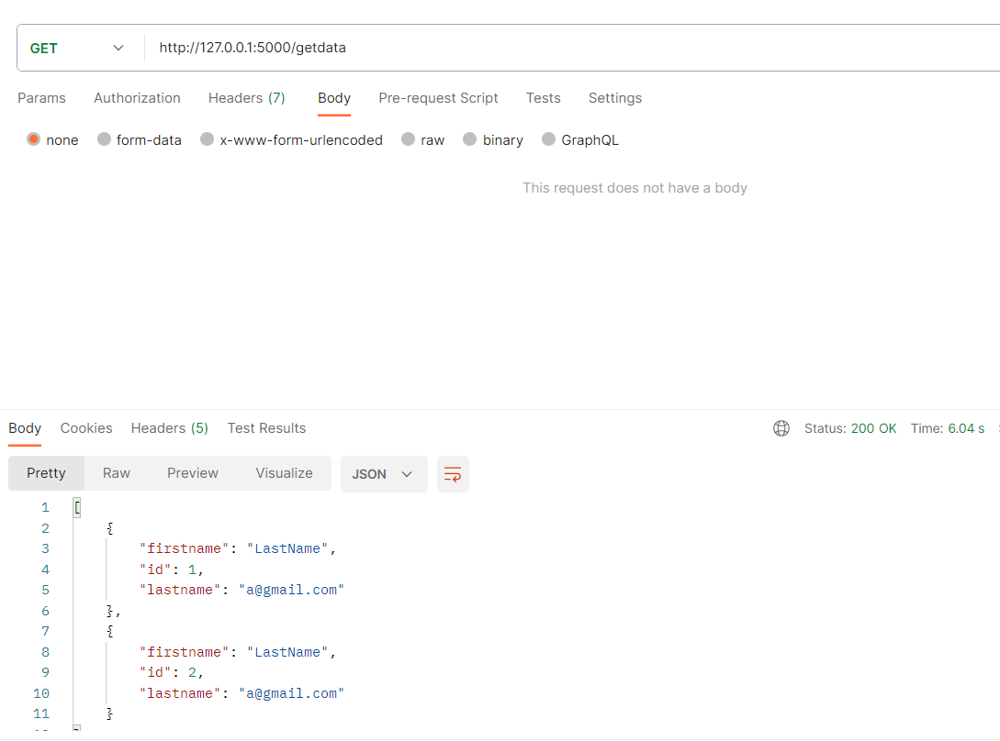 GET http://127.0.0.1:5000/getdata
Params Authorization Headers (7) Body Pre-request Script Tests Settings
none form-data x-www-form-urlencoded raw binary GraphQL
This request does not have a body
Body Cookies Headers (5) Test Results Status: 200 OK Time: 6.04 s
Pretty Raw Preview Visualize JSON
1 [
2 {
3 "firstname": "LastName",
4 "id": 1,
5 "lastname": "a@gmail.com"
6 },
7 {
8 "firstname": "LastName",
9 "id": 2,
10 "lastname": "a@gmail.com"
11 }